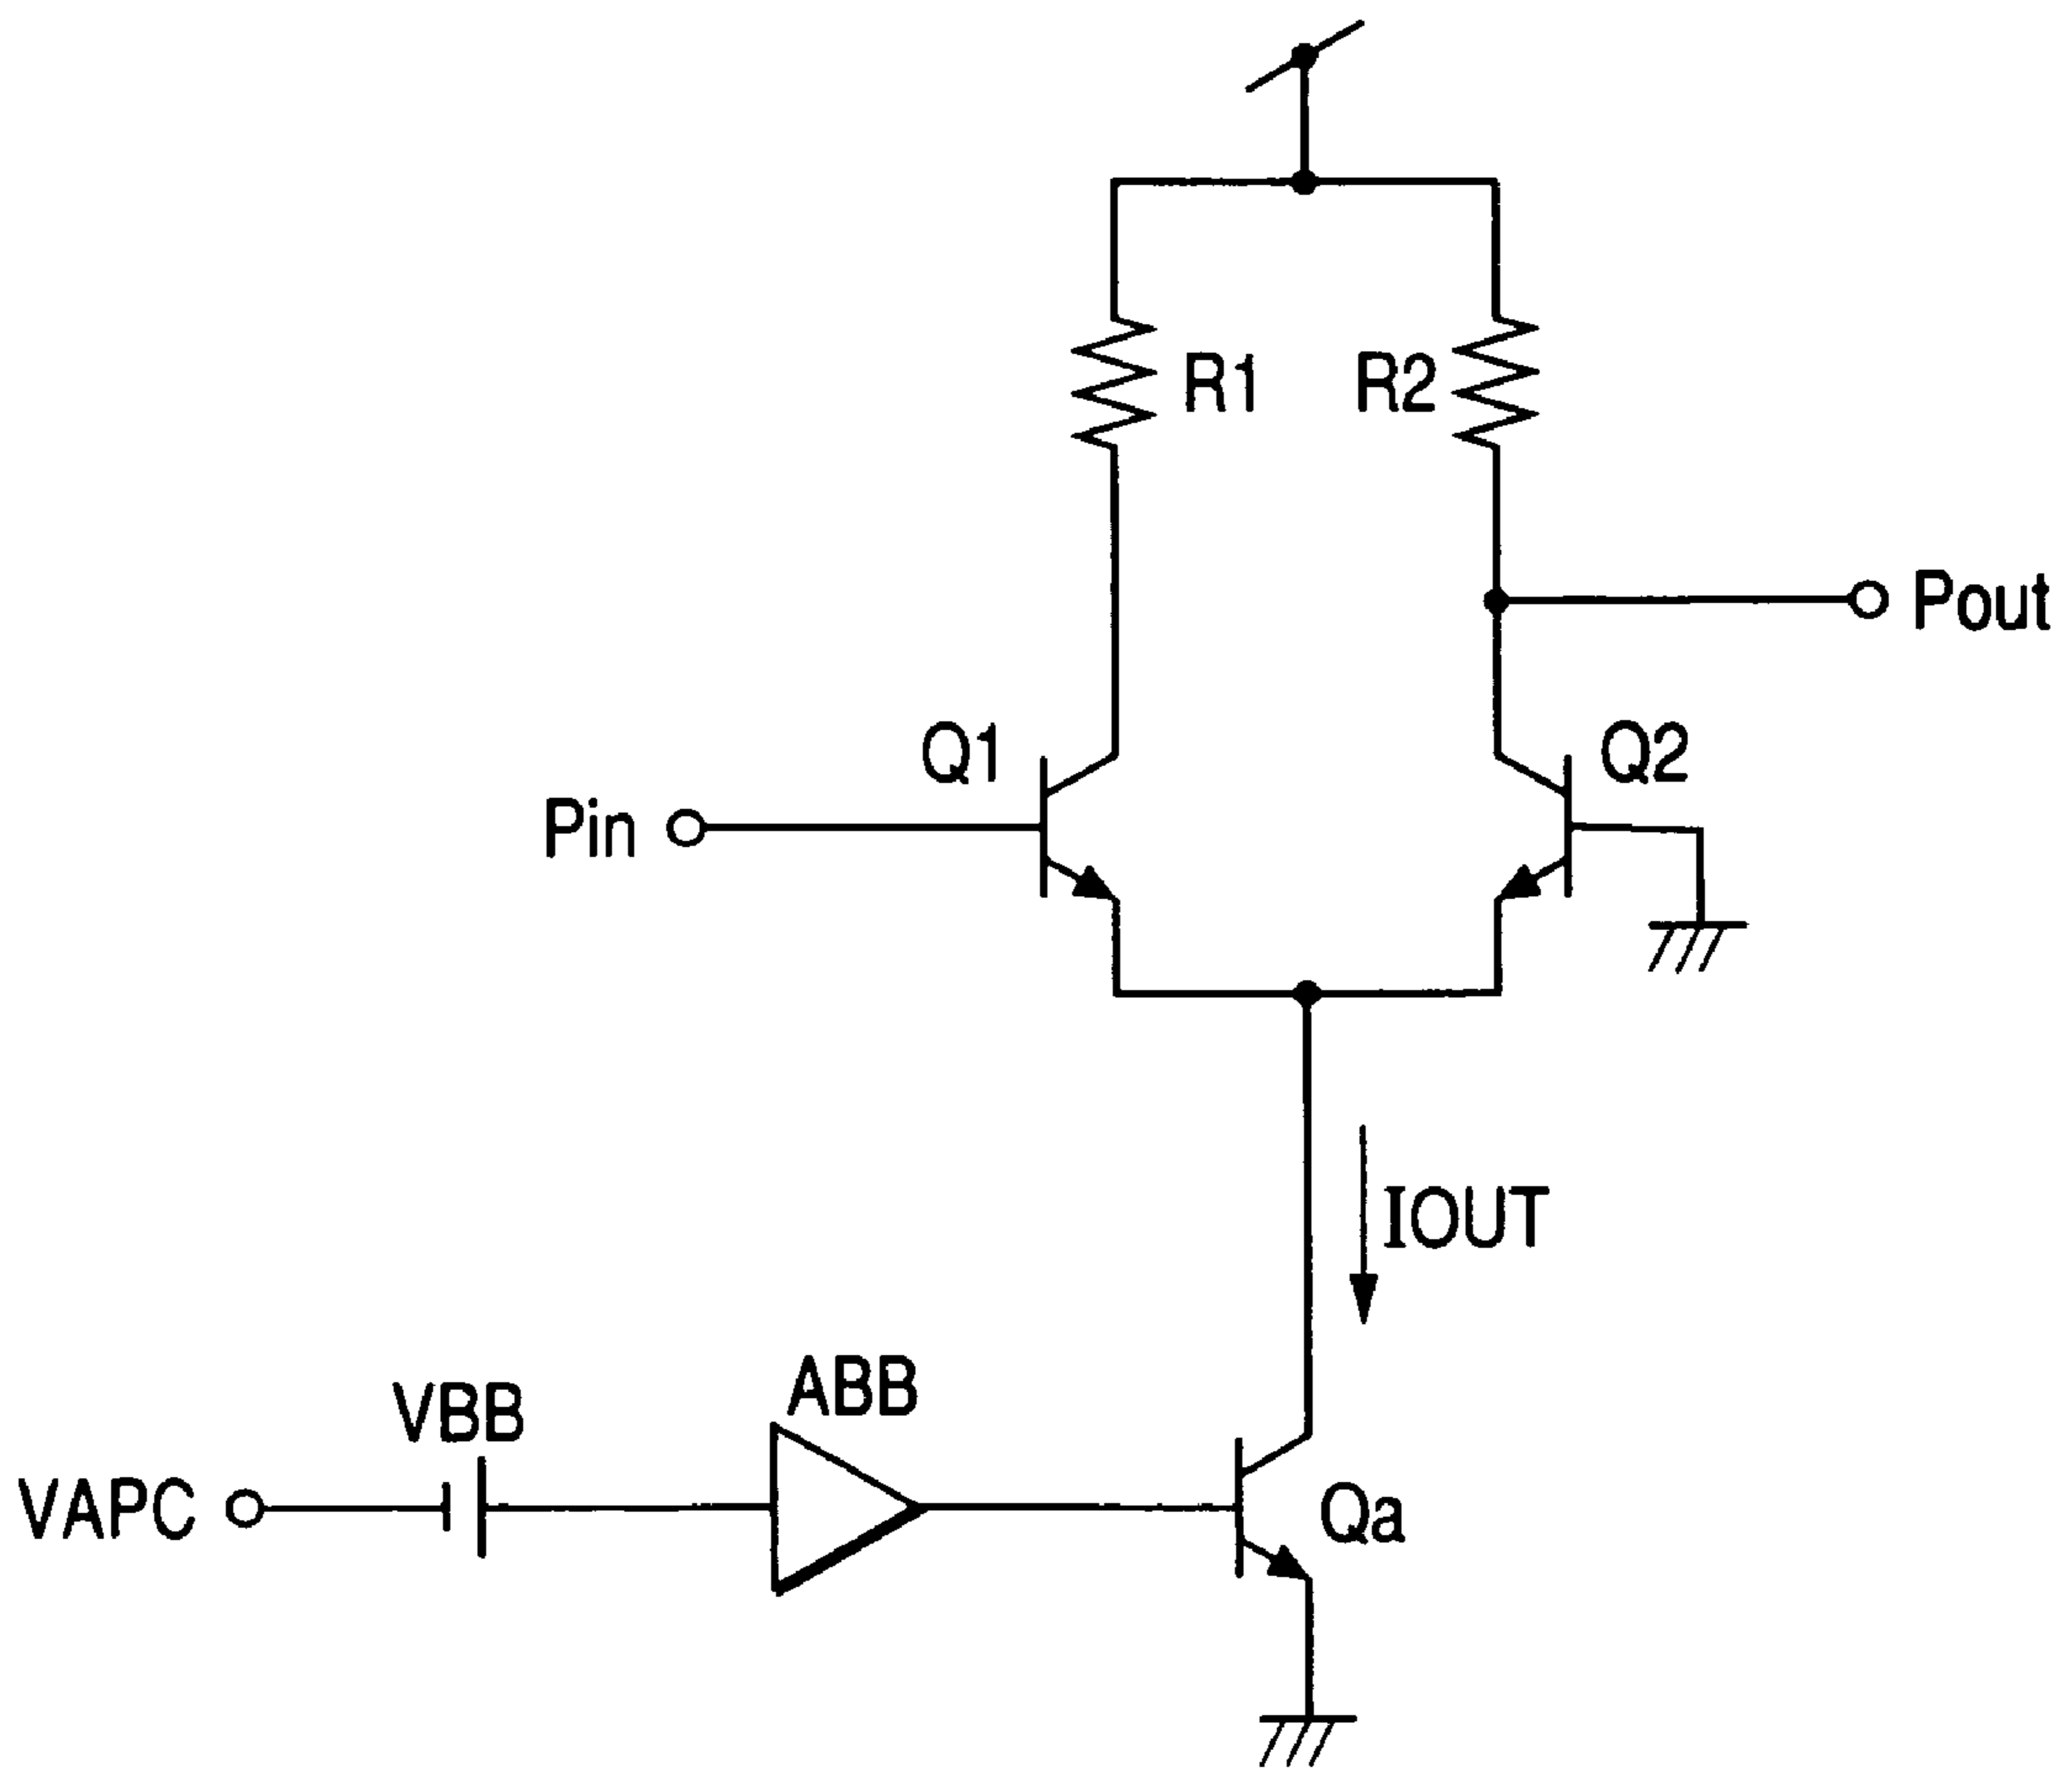 R1
R2
Pout
Q1
Q2
Pin
IOUT
ABB
VBB
VAPC
Qa